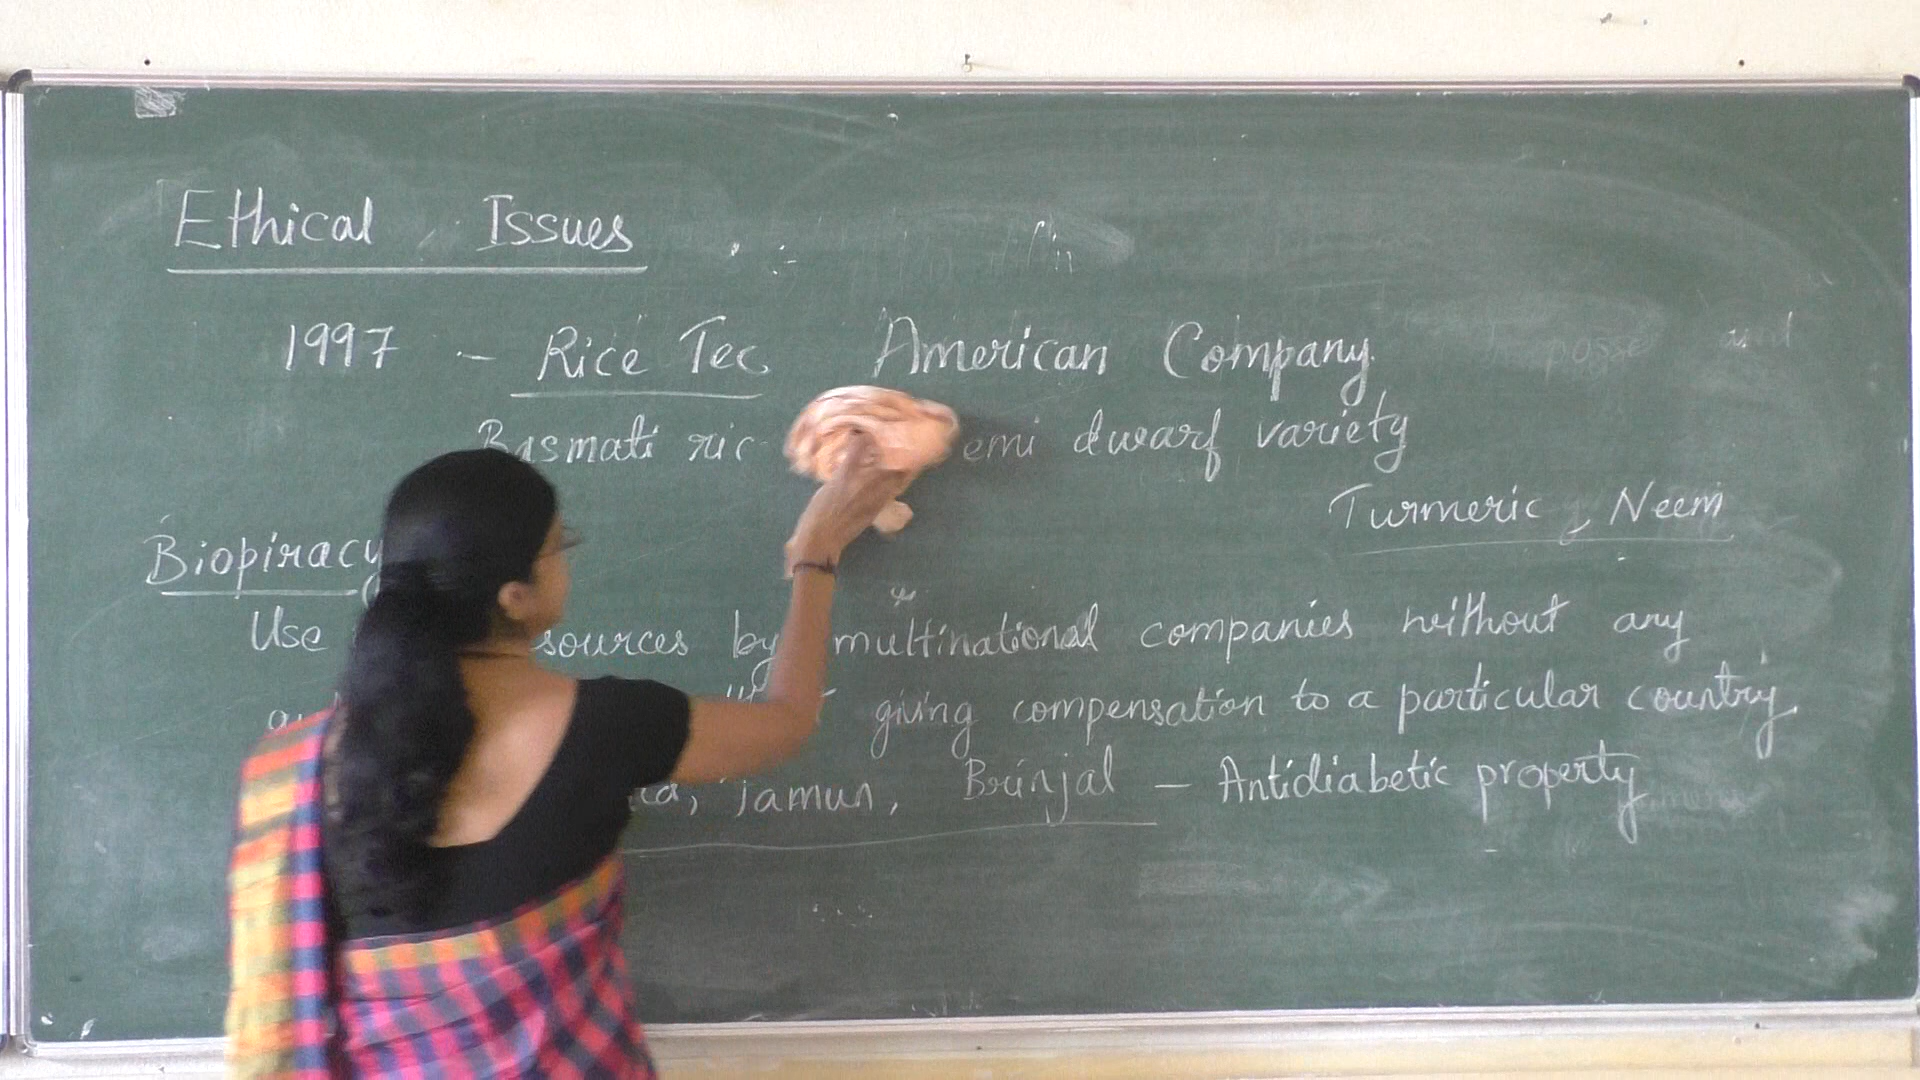 Ethical Issues
1997 - Rice Tec American Company.
Basmati ric emi dwarf variety
Turmeric, Neem
Biopiracy
Use sources by multinational companies without any
giving compensation to a particular country.
jamun, Brinjal - Antidiabetic property